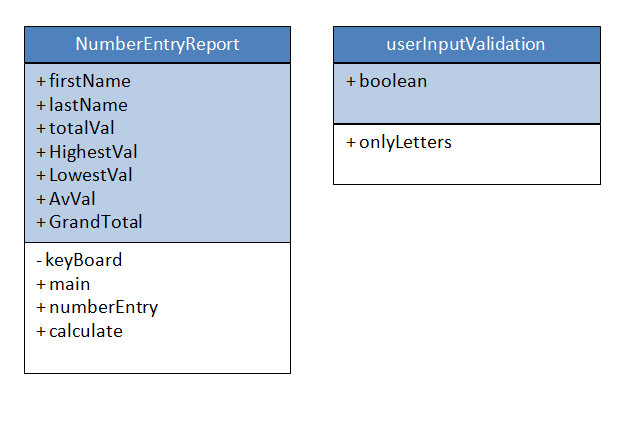 NumberEntryReport
+ firstName
+ lastName
+ totalVal
+ HighestVal
+ LowestVal
+ AvVal
+ GrandTotal
- keyBoard
+ main
+ numberEntry
+ calculate
userInputValidation
+ boolean
+ onlyLetters